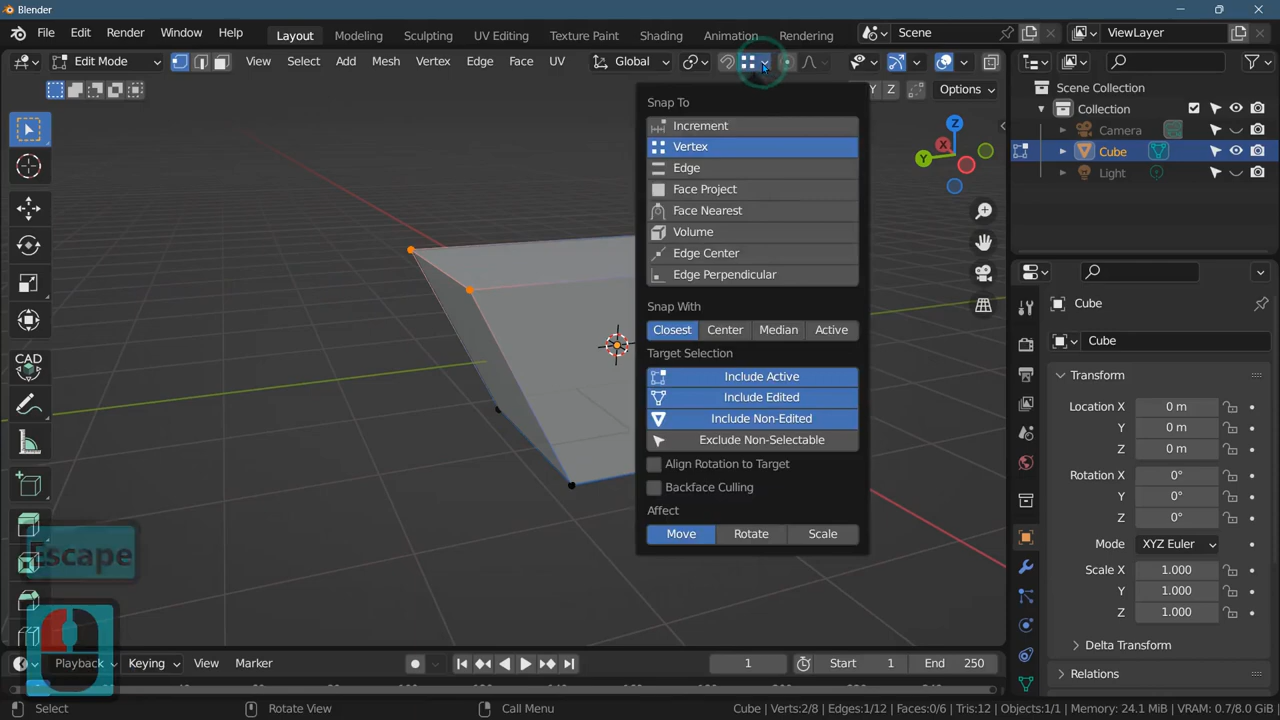 Blender
File Edit Render Window Help
Layout Modeling Sculpting UV Editing Texture Paint Shading Animation Rendering
Scene
ViewLayer
Edit Mode
View Select Add Mesh Vertex Edge Face UV
Global
Y Z
Options
Snap To
Increment
Vertex
Edge
Face Project
Face Nearest
Volume
Edge Center
Edge Perpendicular
Snap With
Closest Center Median Active
Target Selection
Include Active
Include Edited
Include Non-Edited
Exclude Non-Selectable
Align Rotation to Target
Backface Culling
Affect
Move Rotate Scale
Z
X
Y
CAD
Escape
Scene Collection
Collection
Camera
Cube
Light
Cube
Cube
Transform
Location X 0 m
Y 0 m
Z 0 m
Rotation X 0°
Y 0°
Z 0°
Mode XYZ Euler
Scale X 1.000
Y 1.000
Z 1.000
Delta Transform
Relations
Playback Keying View Marker
1
Start 1
End 250
Select
Rotate View
Call Menu
Cube | Verts:2/8 | Edges:1/12 | Faces:0/6 | Tris:12 | Objects:1/1 | Memory: 24.1 MiB | VRAM: 0.7/8.0 GiB